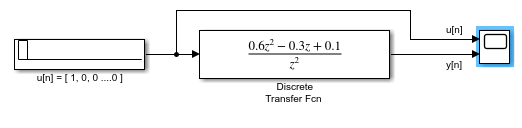 u[n]
0.6z² − 0.3z + 0.1
z²
y[n]
u[n] = [ 1, 0, 0 ....0 ]
Discrete
Transfer Fcn